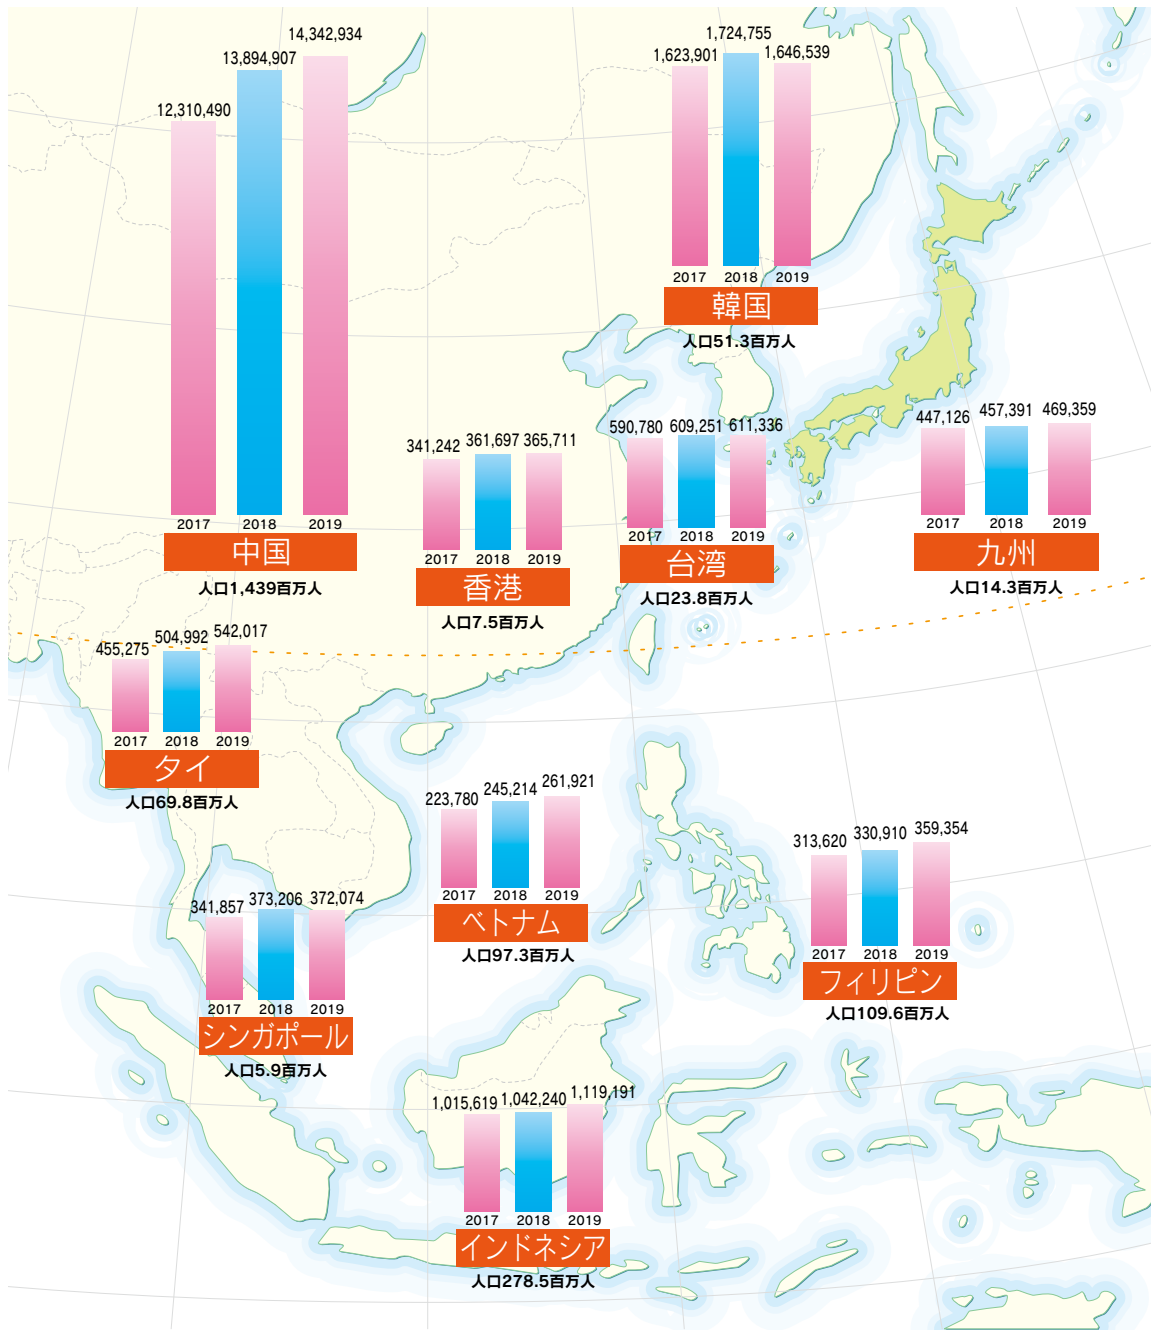 14,342,934
13,894,907
12,310,490
2017 2018 2019
中国
人口1,439百万人
1,724,755
1,623,901 1,646,539
2017 2018 2019
韓国
人口51.3百万人
341,242 361,697 365,711
2017 2018 2019
香港
人口7.5百万人
590,780 609,251 611,336
2017 2018 2019
台湾
人口23.8百万人
447,126 457,391 469,359
2017 2018 2019
九州
人口14.3百万人
455,275 504,992 542,017
2017 2018 2019
タイ
人口69.8百万人
223,780 245,214 261,921
2017 2018 2019
ベトナム
人口97.3百万人
313,620 330,910 359,354
2017 2018 2019
フィリピン
人口109.6百万人
341,857 373,206 372,074
2017 2018 2019
シンガポール
人口5.9百万人
1,015,619 1,042,240 1,119,191
2017 2018 2019
インドネシア
人口278.5百万人